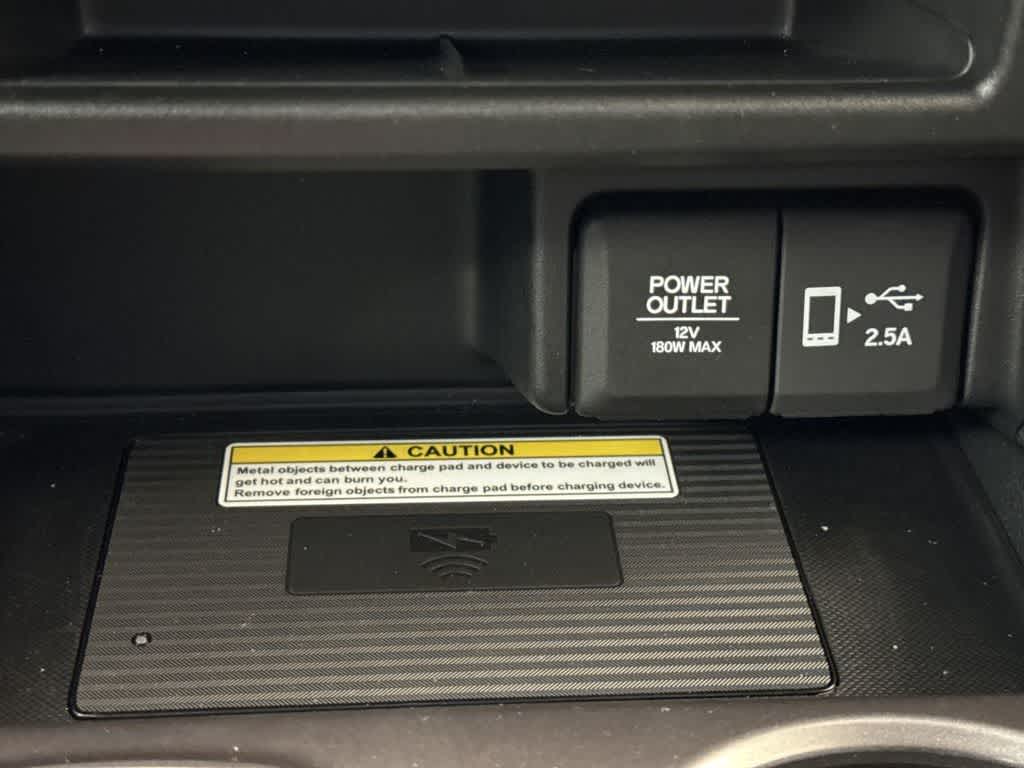 POWER
OUTLET
12V
180W MAX
2.5A
CAUTION
Metal objects between charge pad and device to be charged will
get hot and can burn you.
Remove foreign objects from charge pad before charging device.